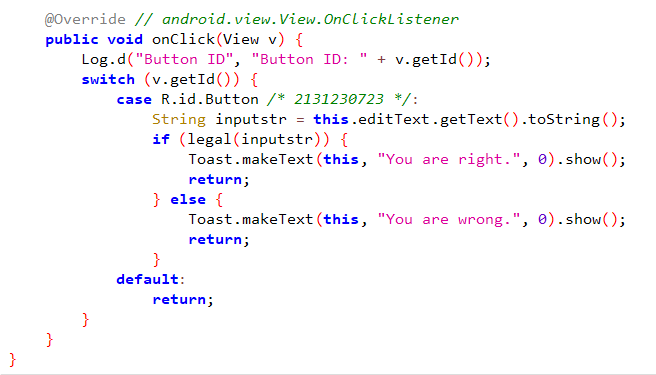 @Override // android.view.View.OnClickListener
public void onClick(View v) {
Log.d("Button ID", "Button ID: " + v.getId());
switch (v.getId()) {
case R.id.Button /* 2131230723 */:
String inputstr = this.editText.getText().toString();
if (legal(inputstr)) {
Toast.makeText(this, "You are right.", 0).show();
return;
} else {
Toast.makeText(this, "You are wrong.", 0).show();
return;
}
default:
return;
}
}
}